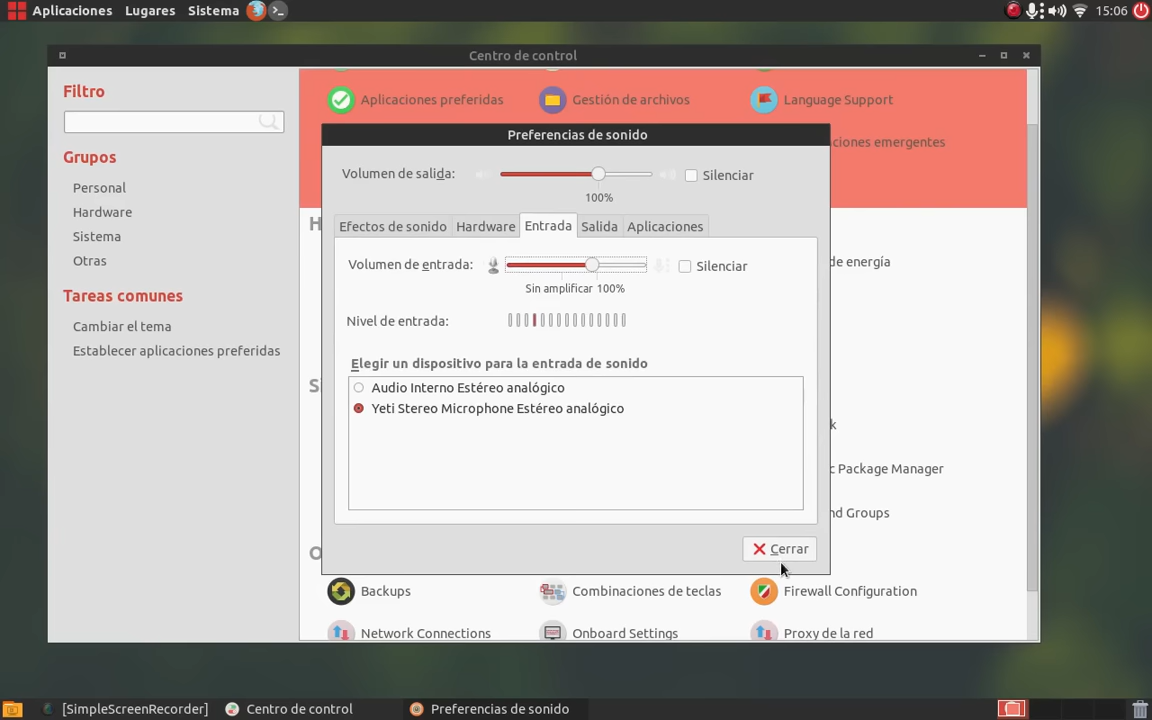 Aplicaciones Lugares Sistema 15:06
Centro de control
Filtro
Grupos
Personal
Hardware
Sistema
Otras
Tareas comunes
Cambiar el tema
Establecer aplicaciones preferidas
Aplicaciones preferidas Gestión de archivos Language Support
ciones emergentes
Preferencias de sonido
Volumen de salida: Silenciar
100%
Efectos de sonido Hardware Entrada Salida Aplicaciones
H
Volumen de entrada: Silenciar
de energía
Sin amplificar 100%
Nivel de entrada:
Elegir un dispositivo para la entrada de sonido
S
Audio Interno Estéreo analógico
Yeti Stereo Microphone Estéreo analógico
k
c Package Manager
nd Groups
Cerrar
O
Backups Combinaciones de teclas Firewall Configuration
Network Connections Onboard Settings Proxy de la red
[SimpleScreenRecorder] Centro de control Preferencias de sonido